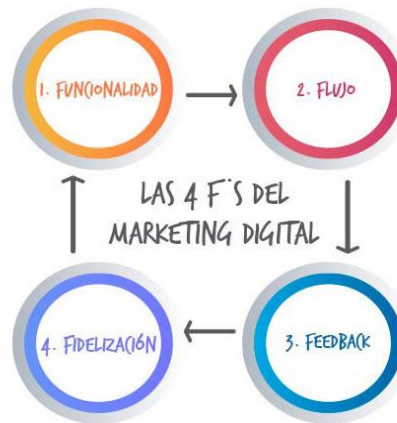 1. FUNCIONALIDAD
2. FLUJO
LAS 4 F´S DEL
MARKETING DIGITAL
4. FIDELIZACIÓN
3. FEEDBACK